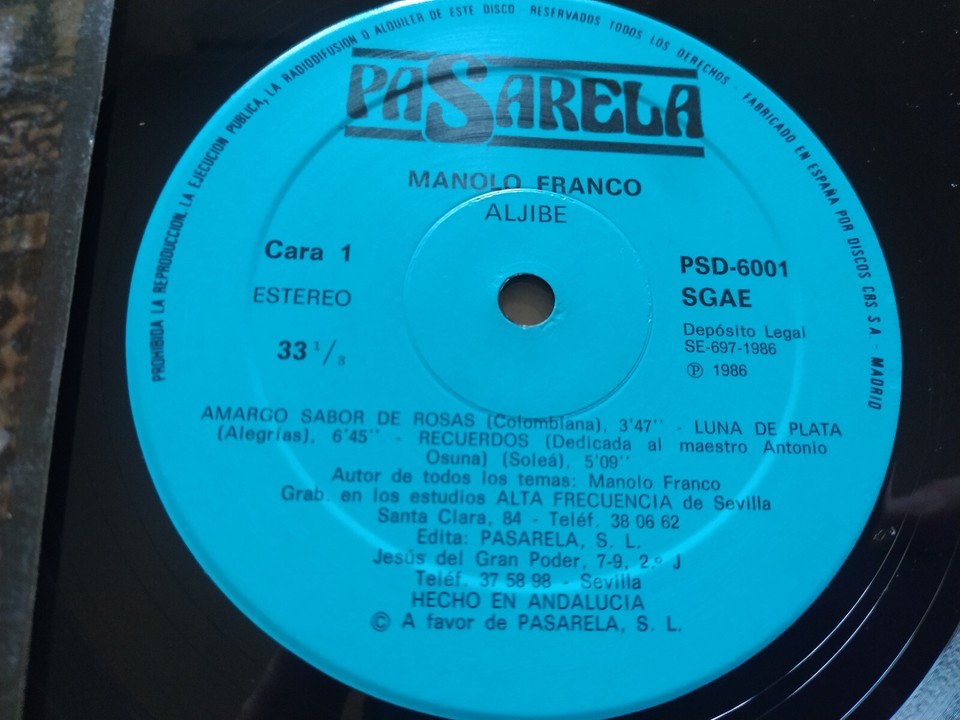 PROHIBIDA LA REPRODUCCION, LA EJECUCION PUBLICA, LA RADIODIFUSION O ALQUILER DE ESTE DISCO - RESERVADOS TODOS LOS DERECHOS - FABRICADO EN ESPAÑA POR DISCOS CBS S.A. - MADRID
PASARELA
MANOLO FRANCO
ALJIBE
Cara 1
ESTEREO
33 1/3
PSD-6001
SGAE
Depósito Legal
SE-697-1986
Ⓟ 1986
AMARGO SABOR DE ROSAS (Colombiana), 3'47'' - LUNA DE PLATA
(Alegrías), 6'45'' - RECUERDOS (Dedicada al maestro Antonio
Osuna) (Soleá), 5'09''
Autor de todos los temas: Manolo Franco
Grab. en los estudios ALTA FRECUENCIA de Sevilla
Santa Clara, 84 - Teléf. 38 06 62
Edita: PASARELA, S. L.
Jesús del Gran Poder, 7-9, 2.º J
Teléf. 37 58 98 - Sevilla
HECHO EN ANDALUCIA
© A favor de PASARELA, S. L.